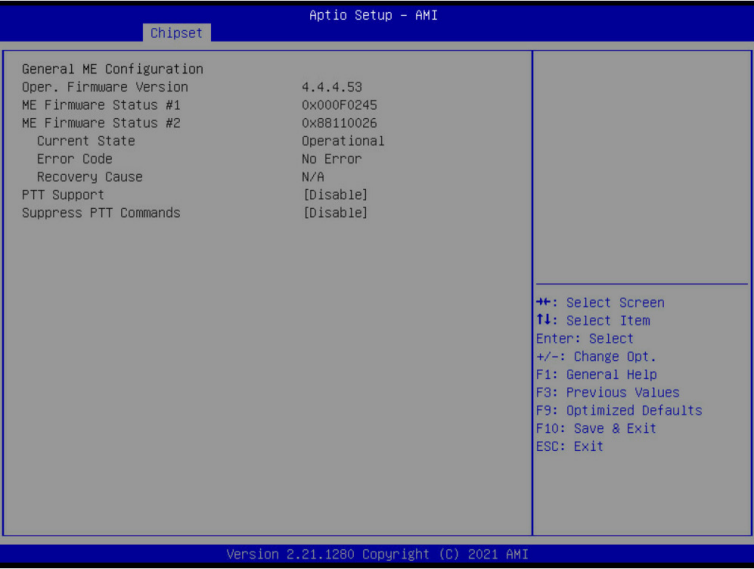 Aptio Setup – AMI
Chipset
General ME Configuration
Oper. Firmware Version 4.4.4.53
ME Firmware Status #1 0x000F0245
ME Firmware Status #2 0x88110026
Current State Operational
Error Code No Error
Recovery Cause N/A
PTT Support [Disable]
Suppress PTT Commands [Disable]
→←: Select Screen
↑↓: Select Item
Enter: Select
+/-: Change Opt.
F1: General Help
F3: Previous Values
F9: Optimized Defaults
F10: Save & Exit
ESC: Exit
Version 2.21.1280 Copyright (C) 2021 AMI